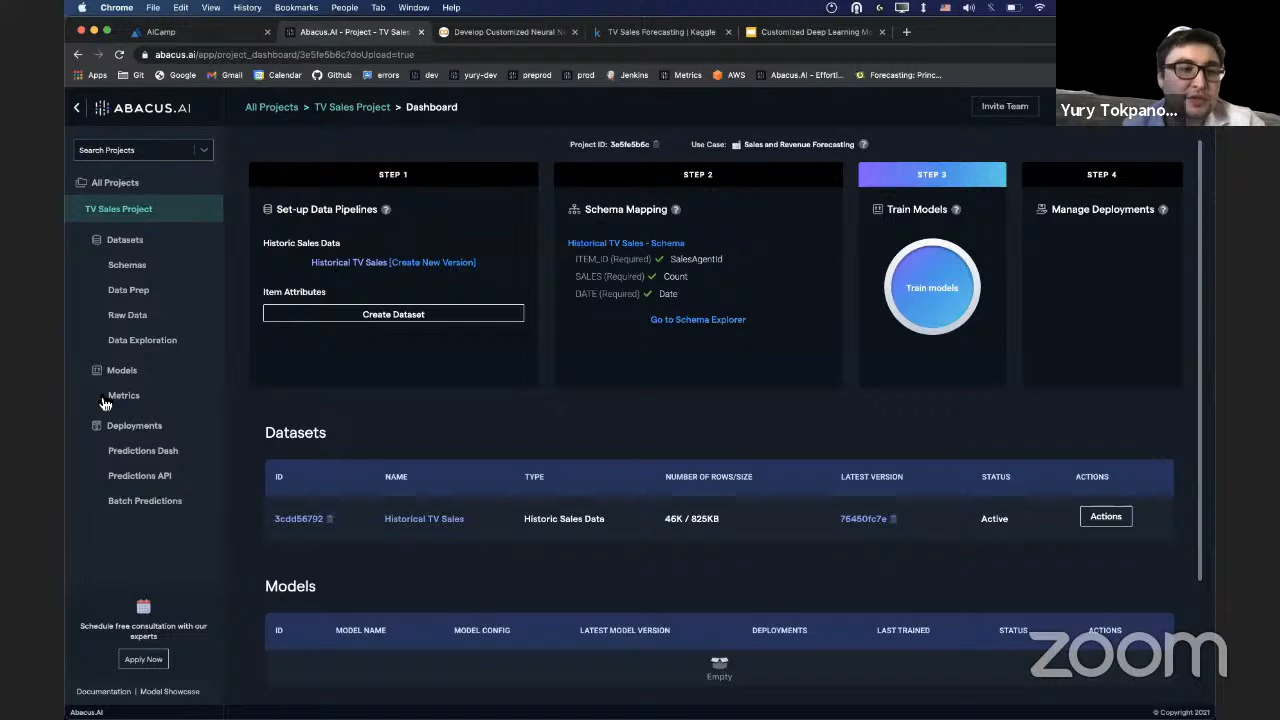 Chrome File Edit View History Bookmarks People Tab Window Help
AICamp
Abacus.AI - Project - TV Sales
Develop Customized Neural N
TV Sales Forecasting | Kaggle
Customized Deep Learning M
abacus.ai/app/project_dashboard/3e5fe5b6c?doUpload=true
Apps Git Google Gmail Calendar Github errors dev yury-dev preprod prod Jenkins Metrics AWS Abacus.AI - Effortl... Forecasting: Princ...
Yury Tokpano...
ABACUS.AI
All Projects > TV Sales Project > Dashboard
Invite Team
Search Projects
All Projects
TV Sales Project
Datasets
Schemas
Data Prep
Raw Data
Data Exploration
Models
Metrics
Deployments
Predictions Dash
Predictions API
Batch Predictions
Schedule free consultation with our
experts
Apply Now
Documentation | Model Showcase
Project ID: 3e5fe5b6c Use Case: Sales and Revenue Forecasting ?
STEP 1
Set-up Data Pipelines ?
Historic Sales Data
Historical TV Sales [Create New Version]
Item Attributes
Create Dataset
STEP 2
Schema Mapping ?
Historical TV Sales - Schema
ITEM_ID (Required) ✓ SalesAgentId
SALES (Required) ✓ Count
DATE (Required) ✓ Date
Go to Schema Explorer
STEP 3
Train Models ?
Train models
STEP 4
Manage Deployments ?
Datasets
ID NAME TYPE NUMBER OF ROWS/SIZE LATEST VERSION STATUS ACTIONS
3cdd56792 Historical TV Sales Historic Sales Data 46K / 825KB 76450fc7e Active Actions
Models
ID MODEL NAME MODEL CONFIG LATEST MODEL VERSION DEPLOYMENTS LAST TRAINED STATUS ACTIONS
Empty
zoom
Abacus.AI
© Copyright 2021